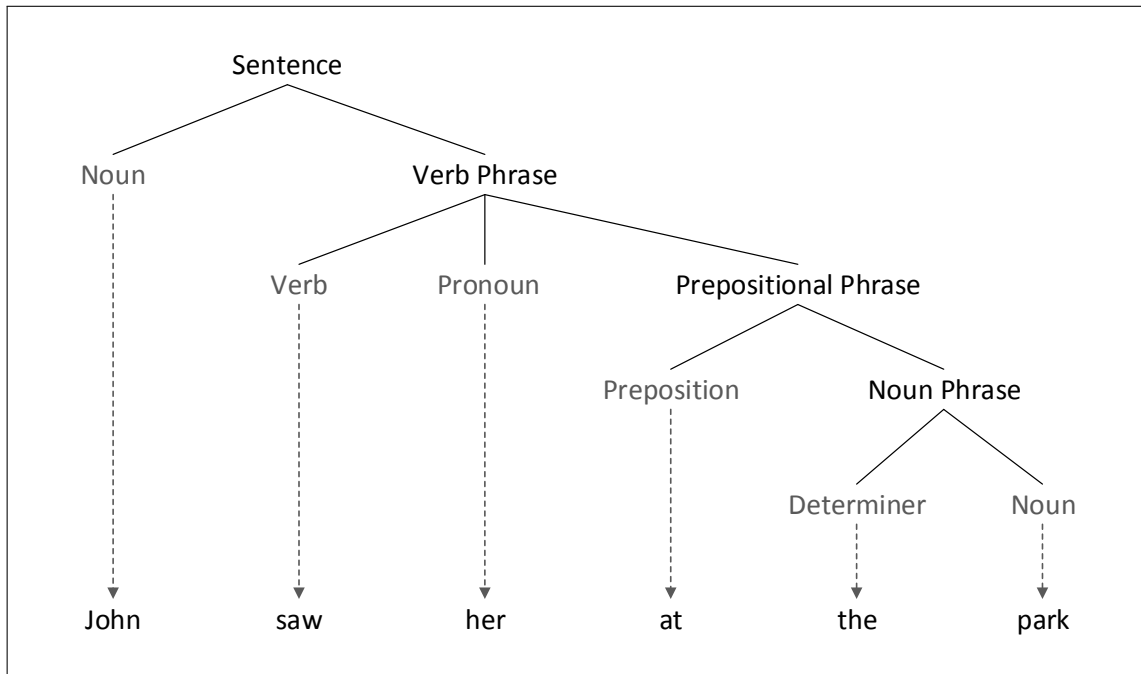 Sentence
Noun Verb Phrase
Verb Pronoun Prepositional Phrase
Preposition Noun Phrase
Determiner Noun
John saw her at the park